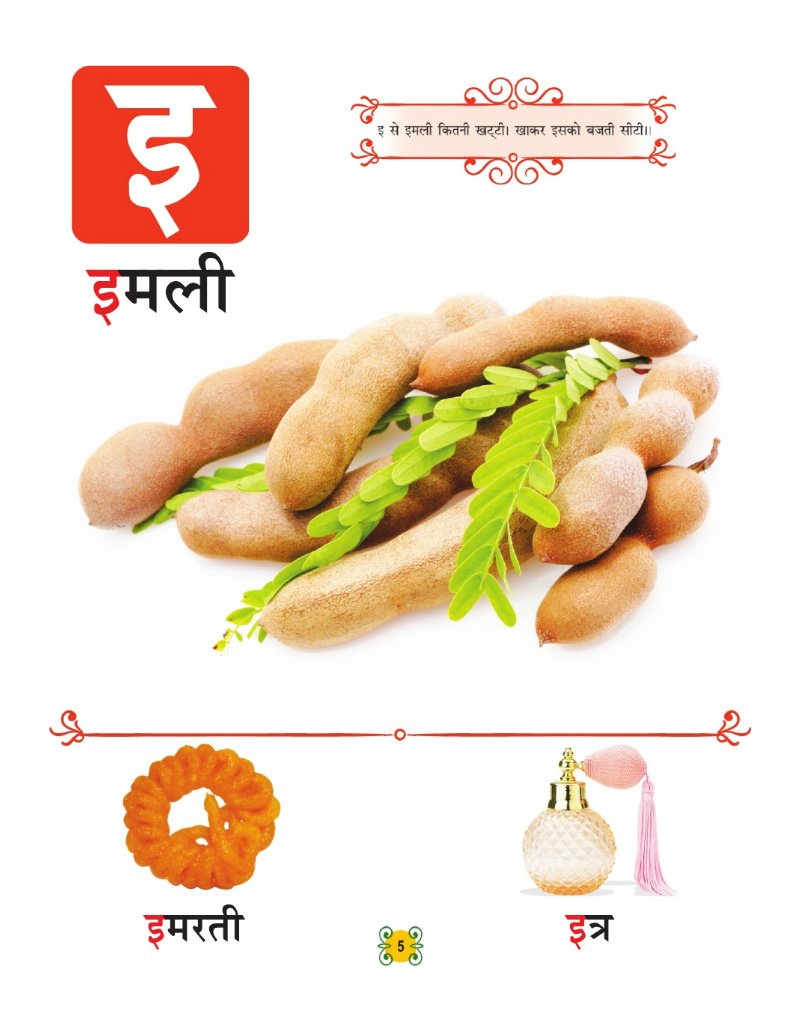 इ
इ से इमली कितनी खट्‌टी। खाकर इसको बजती सीटी।।
इमली
इमरती
इत्र
5